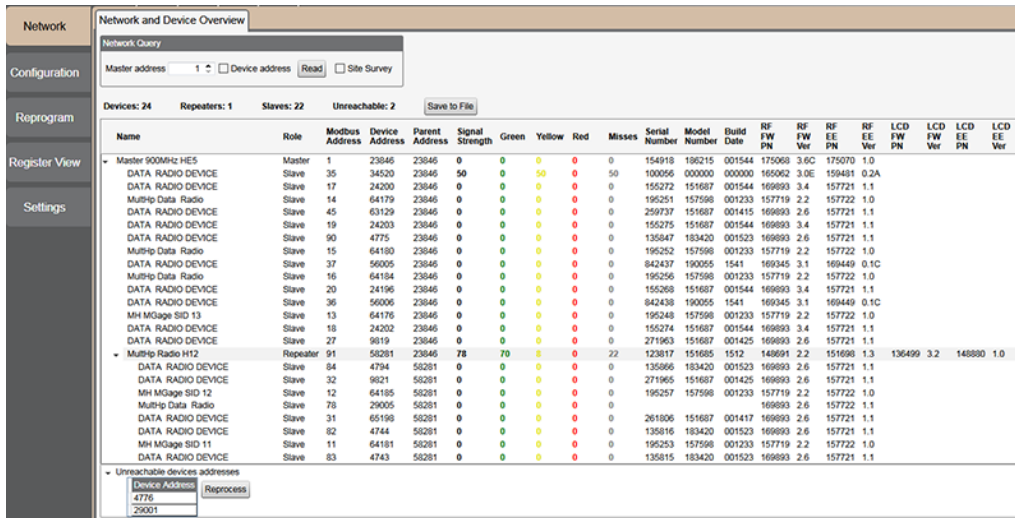 Network
Configuration
Reprogram
Register View
Settings
Network and Device Overview
Network Query
Master address 1 Device address Read Site Survey
Devices: 24 Repeaters: 1 Slaves: 22 Unreachable: 2 Save to File
Name Role Modbus Address Device Address Parent Address Signal Strength Green Yellow Red Misses Serial Number Model Number Build Date RF FW PN RF FW Ver RF EE PN RF EE Ver LCD FW PN LCD FW Ver LCD EE PN LCD EE Ver
Master 900MHz HE5 Master 1 23846 0 0 0 0 0 154918 186215 001544 175068 3.6C 175070 1.0
DATA RADIO DEVICE Slave 35 34520 23846 50 0 50 0 50 100056 000000 000000 165062 3.0E 159481 0.2A
DATA RADIO DEVICE Slave 17 24200 23846 0 0 0 0 0 155272 151687 001544 169893 3.4 157721 1.1
MultHp Data Radio Slave 14 64179 23846 0 0 0 0 0 195251 157598 001233 157719 2.2 157722 1.0
DATA RADIO DEVICE Slave 45 63129 23846 0 0 0 0 0 259737 151687 001415 169893 2.6 157721 1.1
DATA RADIO DEVICE Slave 19 24203 23846 0 0 0 0 0 155275 151687 001544 169893 3.4 157721 1.1
DATA RADIO DEVICE Slave 90 4775 23846 0 0 0 0 0 135847 183420 001523 169893 2.6 157721 1.1
MultHp Data Radio Slave 15 64180 23846 0 0 0 0 0 195252 157598 001233 157719 2.2 157722 1.0
DATA RADIO DEVICE Slave 37 56005 23846 0 0 0 0 0 842437 190055 1541 169345 3.1 169449 0.1C
MultHp Data Radio Slave 16 64184 23846 0 0 0 0 0 195256 157598 001233 157719 2.2 157722 1.0
DATA RADIO DEVICE Slave 20 24196 23846 0 0 0 0 0 155268 151687 001544 169893 3.4 157721 1.1
DATA RADIO DEVICE Slave 36 56006 23846 0 0 0 0 0 842438 190055 1541 169345 3.1 169449 0.1C
MH MGage SID 13 Slave 13 64176 23846 0 0 0 0 0 195248 157598 001233 157719 2.2 157722 1.0
DATA RADIO DEVICE Slave 18 24202 23846 0 0 0 0 0 155274 151687 001544 169893 3.4 157721 1.1
DATA RADIO DEVICE Slave 27 9819 23846 0 0 0 0 0 271963 151687 001425 169893 2.6 157721 1.1
MultHp Radio H12 Repeater 91 58281 23846 78 70 8 0 22 123817 151685 1512 148691 2.2 151698 1.3 136499 3.2 148880 1.0
DATA RADIO DEVICE Slave 84 4794 58281 0 0 0 0 0 135866 183420 001523 169893 2.6 157721 1.1
DATA RADIO DEVICE Slave 32 9821 58281 0 0 0 0 0 271965 151687 001425 169893 2.6 157721 1.1
MH MGage SID 12 Slave 12 64185 58281 0 0 0 0 0 195257 157598 001233 157719 2.2 157722 1.0
MultHp Data Radio Slave 78 29005 58281 0 0 0 0 0 169893 2.6 157722 1.1
DATA RADIO DEVICE Slave 31 65198 58281 0 0 0 0 0 261806 151687 001417 169893 2.6 157721 1.1
DATA RADIO DEVICE Slave 82 4744 58281 0 0 0 0 0 135816 183420 001523 169893 2.6 157721 1.1
MH MGage SID 11 Slave 11 64181 58281 0 0 0 0 0 195253 157598 001233 157719 2.2 157722 1.0
DATA RADIO DEVICE Slave 83 4743 58281 0 0 0 0 0 135815 183420 001523 169893 2.6 157721 1.1
Unreachable devices addresses
Device Address Reprocess
4776
29001